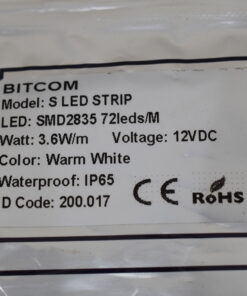 BITCOM
Model: S LED STRIP
LED: SMD2835 72leds/M
Watt: 3.6W/m Voltage: 12VDC
Color: Warm White
Waterproof: IP65
D Code: 200.017
CE RoHS